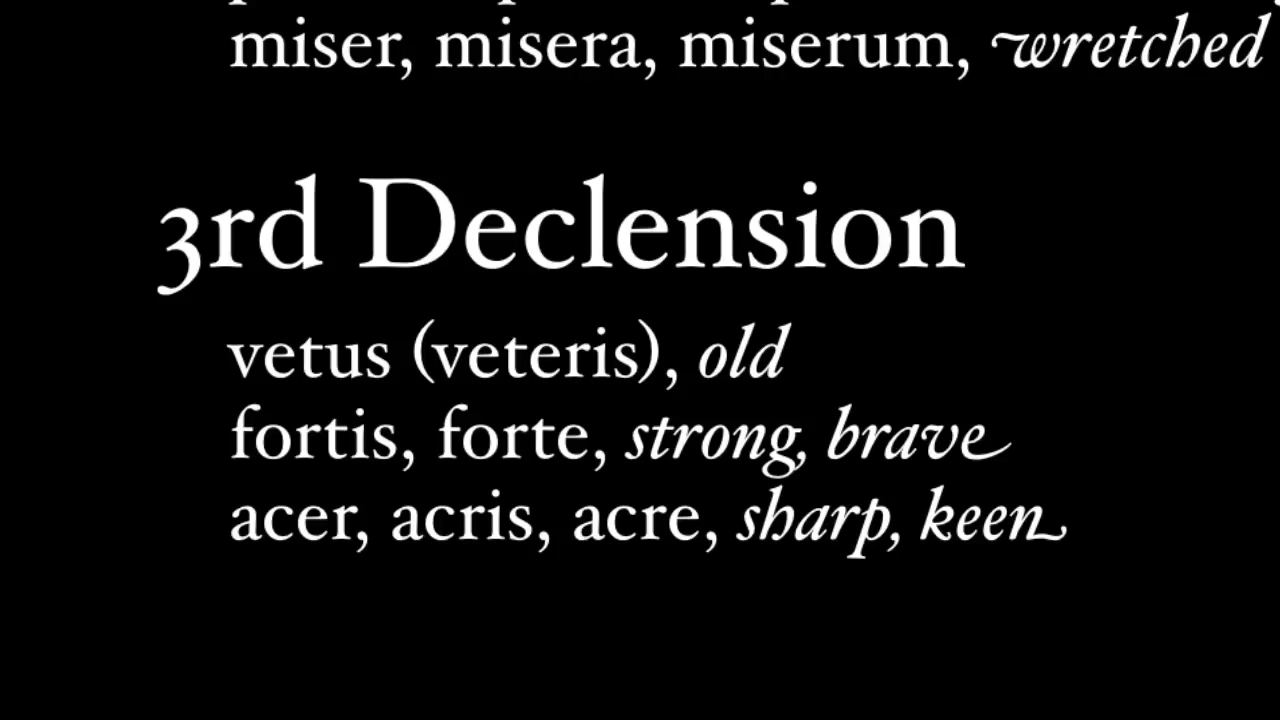 miser, misera, miserum, wretched
3rd Declension
vetus (veteris), old
fortis, forte, strong, brave
acer, acris, acre, sharp, keen